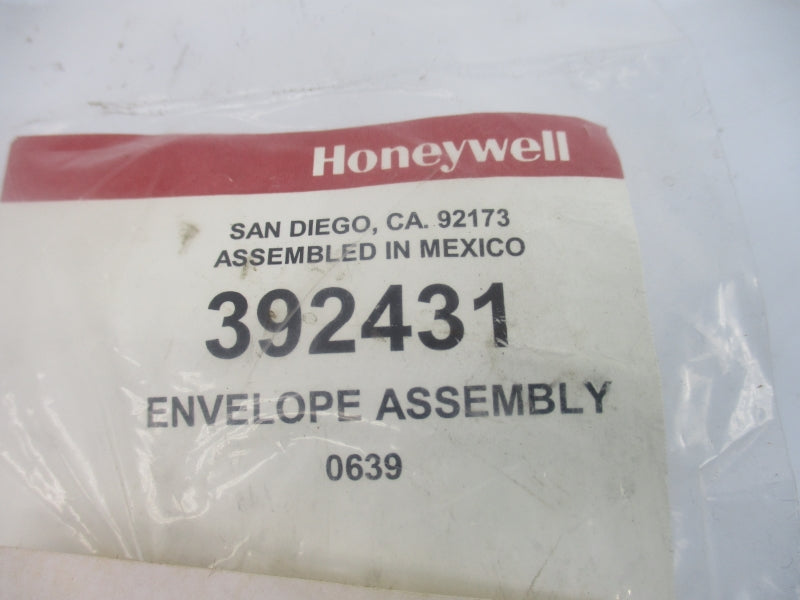 Honeywell
SAN DIEGO, CA. 92173
ASSEMBLED IN MEXICO
392431
ENVELOPE ASSEMBLY
0639